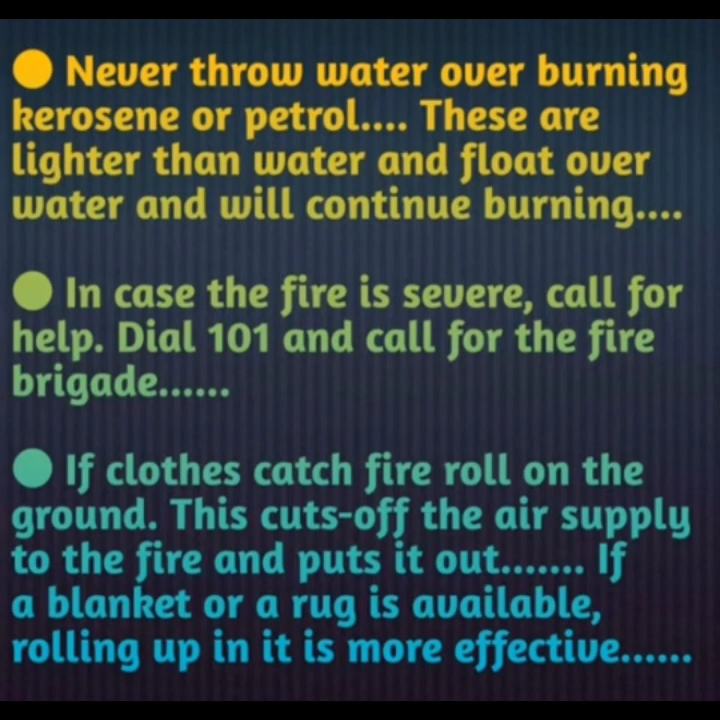 ● Never throw water over burning
kerosene or petrol.... These are
lighter than water and float over
water and will continue burning....
● In case the fire is severe, call for
help. Dial 101 and call for the fire
brigade......
● If clothes catch fire roll on the
ground. This cuts-off the air supply
to the fire and puts it out....... If
a blanket or a rug is available,
rolling up in it is more effective......